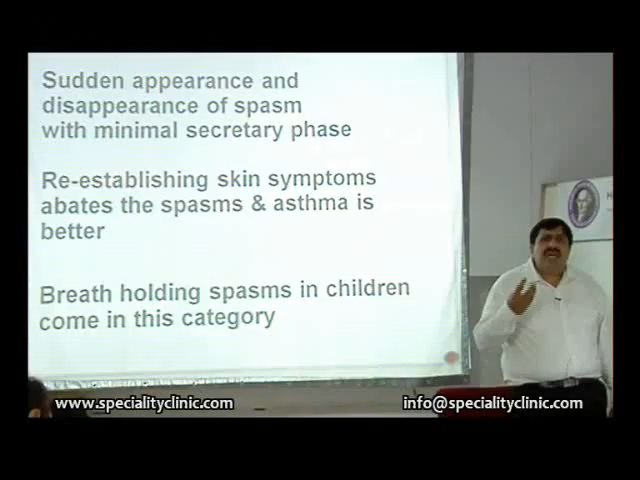 Sudden appearance and
disappearance of spasm
with minimal secretary phase
Re-establishing skin symptoms
abates the spasms & asthma is
better
Breath holding spasms in children
come in this category
H
www.specialityclinic.com
info@specialityclinic.com